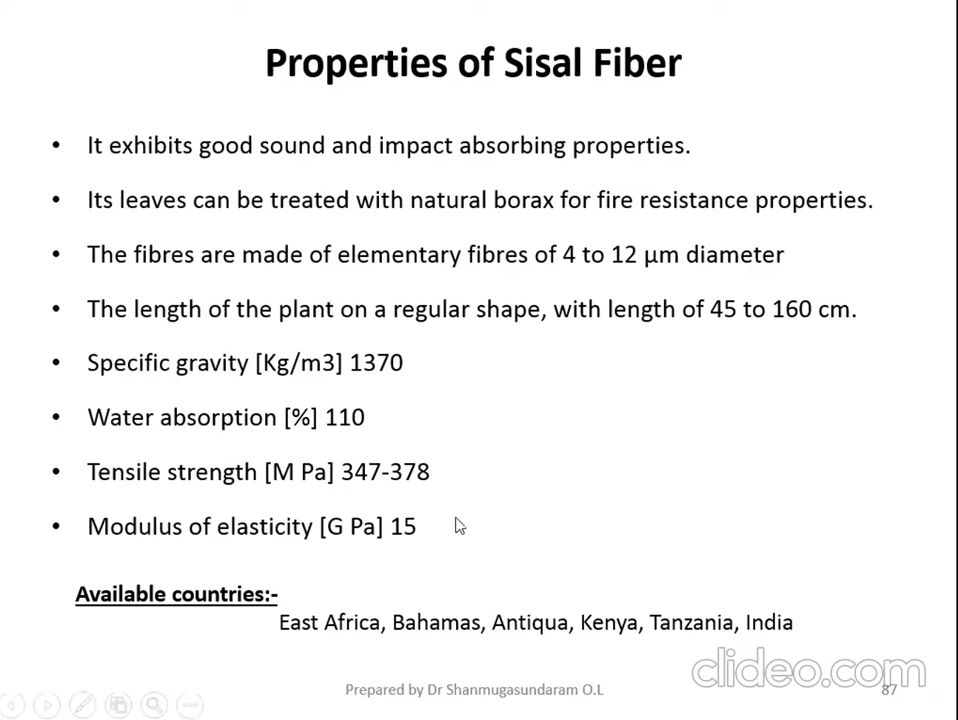 Properties of Sisal Fiber
• It exhibits good sound and impact absorbing properties.
• Its leaves can be treated with natural borax for fire resistance properties.
• The fibres are made of elementary fibres of 4 to 12 µm diameter
• The length of the plant on a regular shape, with length of 45 to 160 cm.
• Specific gravity [Kg/m3] 1370
• Water absorption [%] 110
• Tensile strength [M Pa] 347-378
• Modulus of elasticity [G Pa] 15
Available countries:-
East Africa, Bahamas, Antiqua, Kenya, Tanzania, India
clideo.com
Prepared by Dr Shanmugasundaram O.L
87